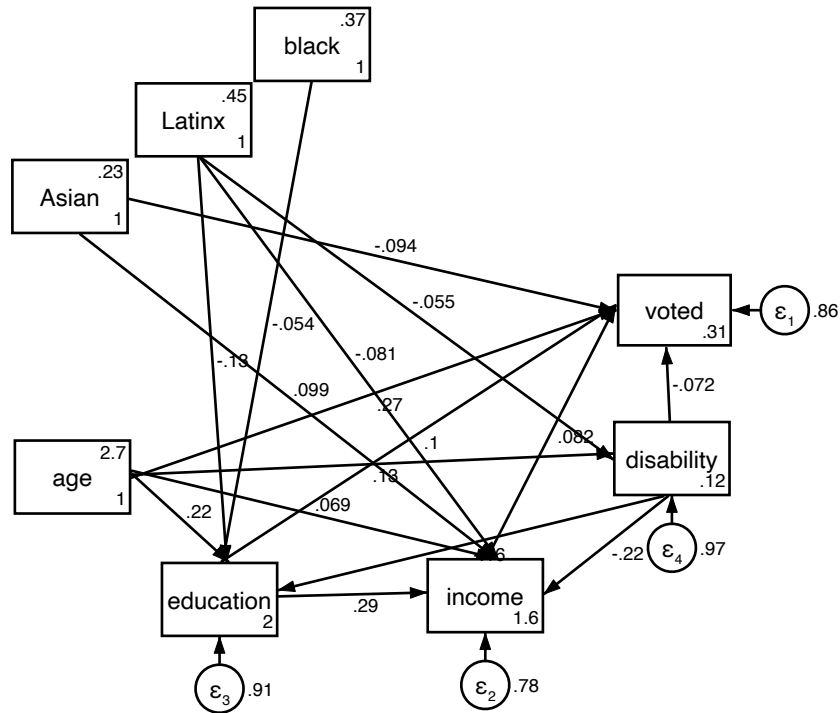 .37
black
1
.45
Latinx
1
.23
Asian
1
-.094
-.055
-.054
-.081
-.13
.099
.27
.1
.082
.13
voted
.31
ε1
.86
-.072
2.7
age
1
disability
.12
.22
.069
-.22
ε4
.97
education
2
.29
income
1.6
ε3
.91
ε2
.78